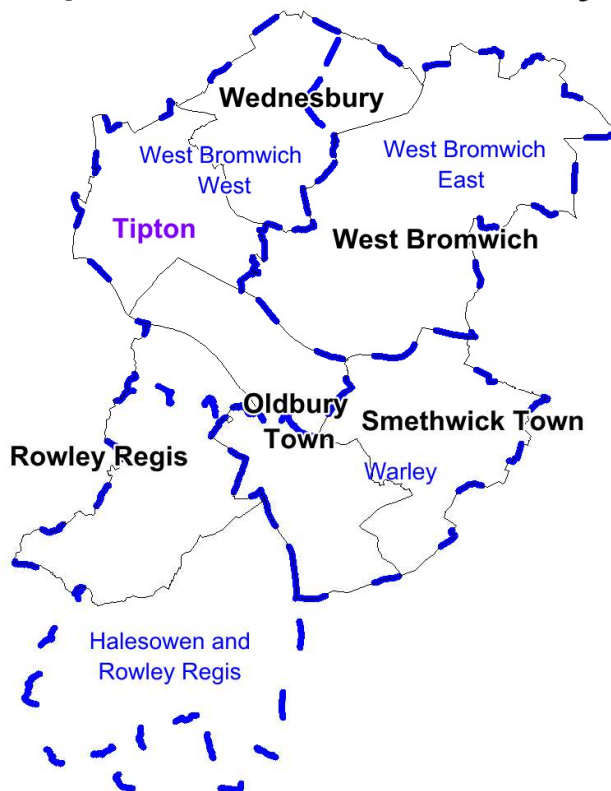 Wednesbury
West Bromwich
West
West Bromwich
East
Tipton
West Bromwich
Oldbury
Town
Smethwick Town
Rowley Regis
Warley
Halesowen and
Rowley Regis